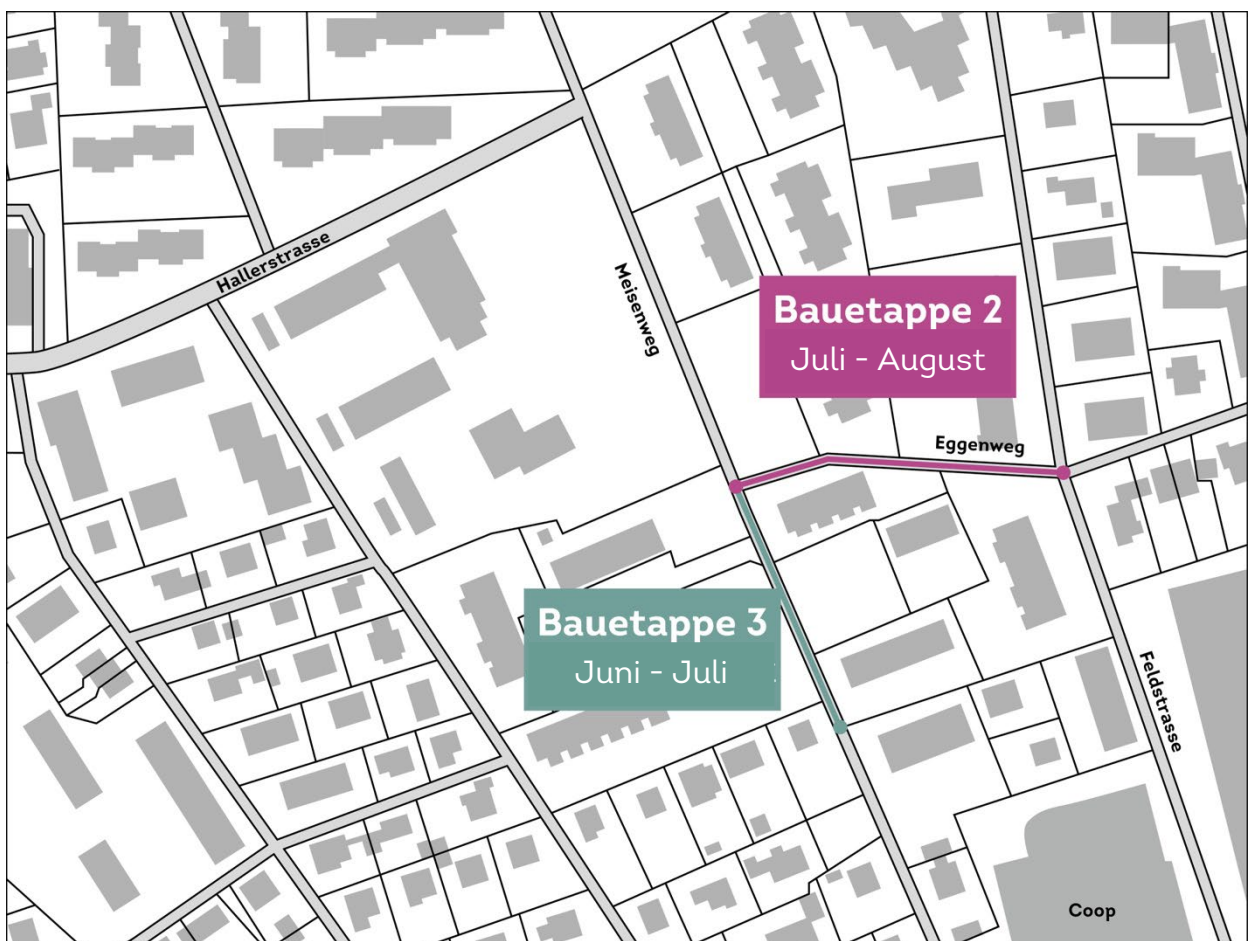 Hallerstrasse
Meisenweg
Bauetappe 2
Juli - August
Eggenweg
Bauetappe 3
Juni - Juli
Feldstrasse
Coop